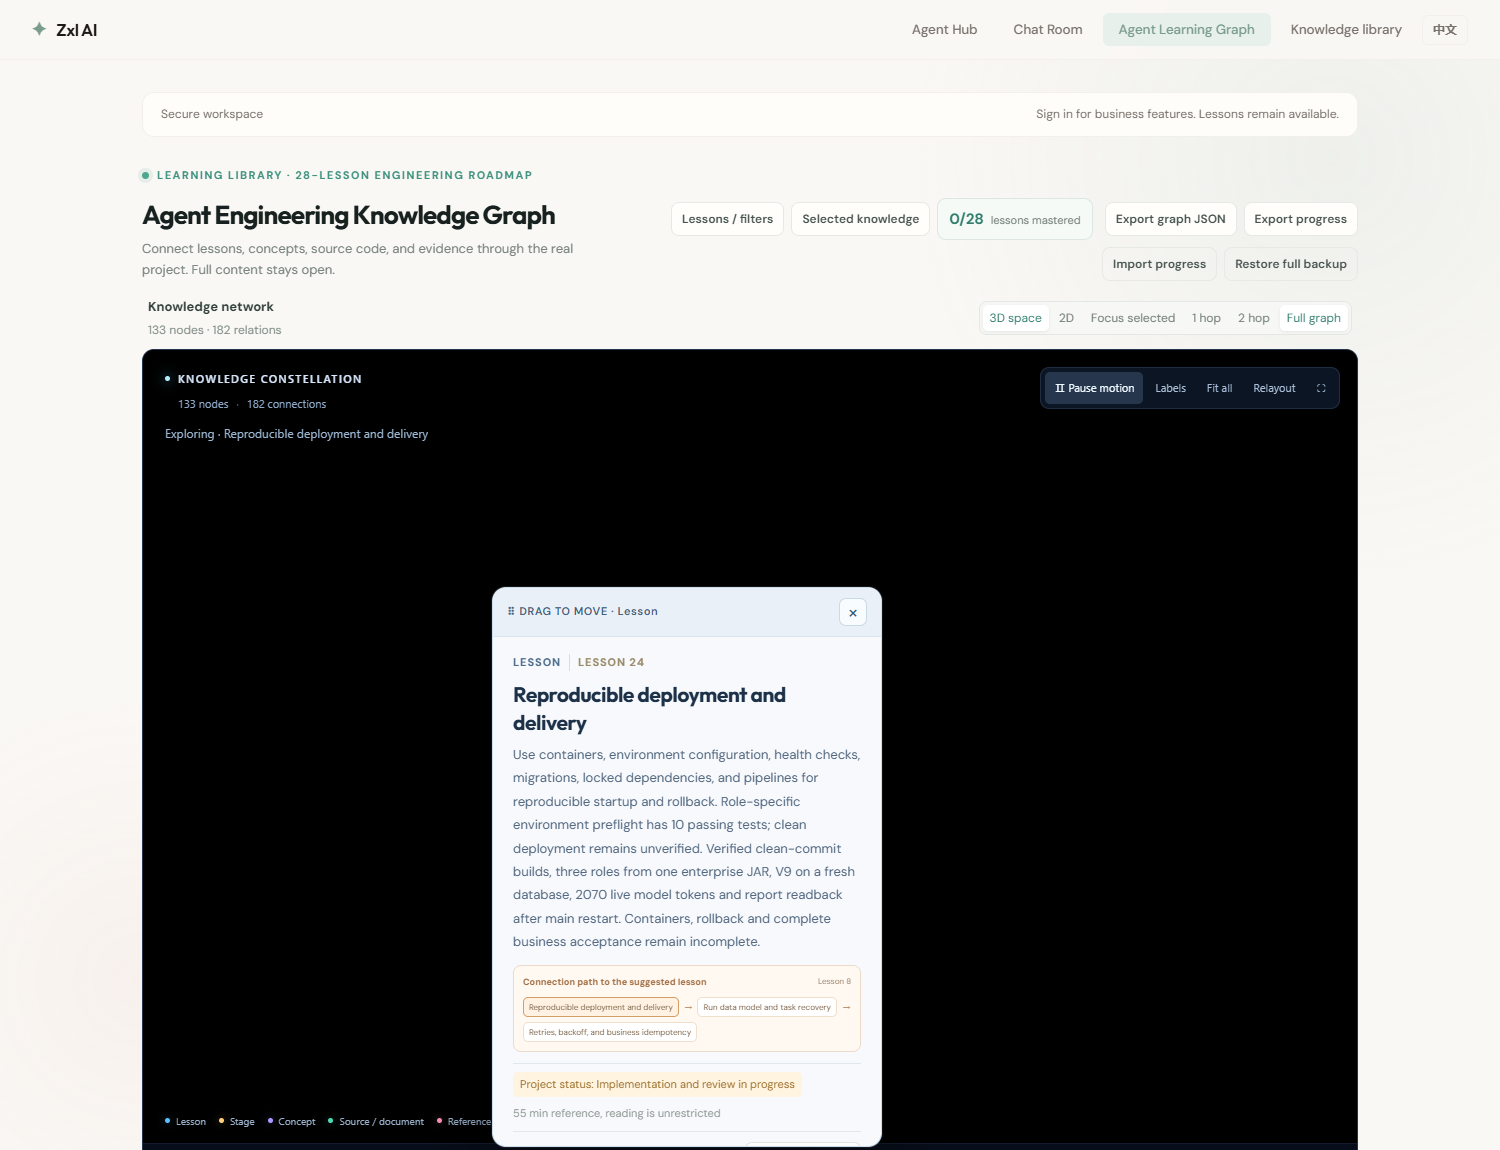 Zxl AI
Agent Hub
Chat Room
Agent Learning Graph
Knowledge library
中文
Secure workspace
Sign in for business features. Lessons remain available.
LEARNING LIBRARY · 28-LESSON ENGINEERING ROADMAP
Agent Engineering Knowledge Graph
Connect lessons, concepts, source code, and evidence through the real
project. Full content stays open.
Lessons / filters
Selected knowledge
0/28 lessons mastered
Export graph JSON
Export progress
Import progress
Restore full backup
Knowledge network
133 nodes · 182 relations
3D space
2D
Focus selected
1 hop
2 hop
Full graph
KNOWLEDGE CONSTELLATION
133 nodes · 182 connections
Exploring · Reproducible deployment and delivery
Pause motion
Labels
Fit all
Relayout
DRAG TO MOVE · Lesson
×
LESSON
LESSON 24
Reproducible deployment and
delivery
Use containers, environment configuration, health checks,
migrations, locked dependencies, and pipelines for
reproducible startup and rollback. Role-specific
environment preflight has 10 passing tests; clean
deployment remains unverified. Verified clean-commit
builds, three roles from one enterprise JAR, V9 on a fresh
database, 2070 live model tokens and report readback
after main restart. Containers, rollback and complete
business acceptance remain incomplete.
Connection path to the suggested lesson
Lesson 8
Reproducible deployment and delivery → Run data model and task recovery →
Retries, backoff, and business idempotency
Project status: Implementation and review in progress
55 min reference, reading is unrestricted
Lesson
Stage
Concept
Source / document
Reference